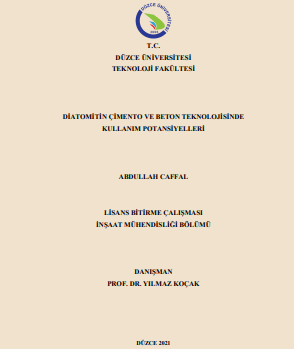 DÜZCE ÜNİVERSİTESİ
T.C.
DÜZCE ÜNİVERSİTESİ
TEKNOLOJİ FAKÜLTESİ
DİATOMİTİN ÇİMENTO VE BETON TEKNOLOJİSİNDE
KULLANIM POTANSİYELLERİ
ABDULLAH CAFFAL
LİSANS BİTİRME ÇALIŞMASI
İNŞAAT MÜHENDİSLİĞİ BÖLÜMÜ
DANIŞMAN
PROF. DR. YILMAZ KOÇAK
DÜZCE 2021